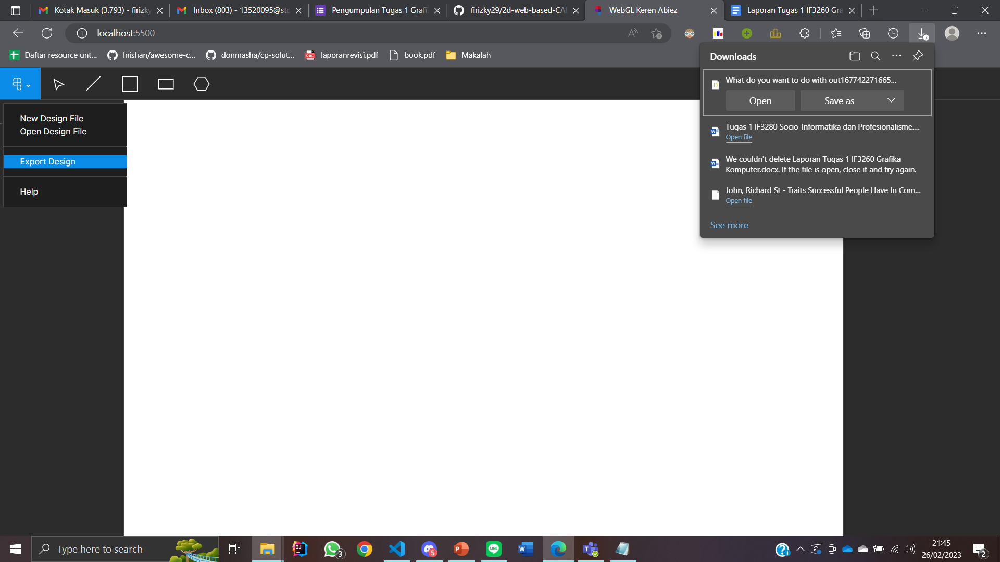 Kotak Masuk (3.793) - firizky
Inbox (803) - 13520095@std
Pengumpulan Tugas 1 Grafi
firizky29/2d-web-based-CA
WebGL Keren Abiez
Laporan Tugas 1 IF3260 Gra
localhost:5500
Daftar resource unt...
Inishan/awesome-c...
donmasha/cp-solut...
PDF
laporanrevisi.pdf
book.pdf
Makalah
Downloads
What do you want to do with out167742271665...
Open
Save as
Tugas 1 IF3280 Socio-Informatika dan Profesionalisme....
Open file
We couldn't delete Laporan Tugas 1 IF3260 Grafika
Komputer.docx. If the file is open, close it and try again.
John, Richard St - Traits Successful People Have In Com...
Open file
See more
New Design File
Open Design File
Export Design
Help
Type here to search
3
5
LINE
21:45
26/02/2023
2